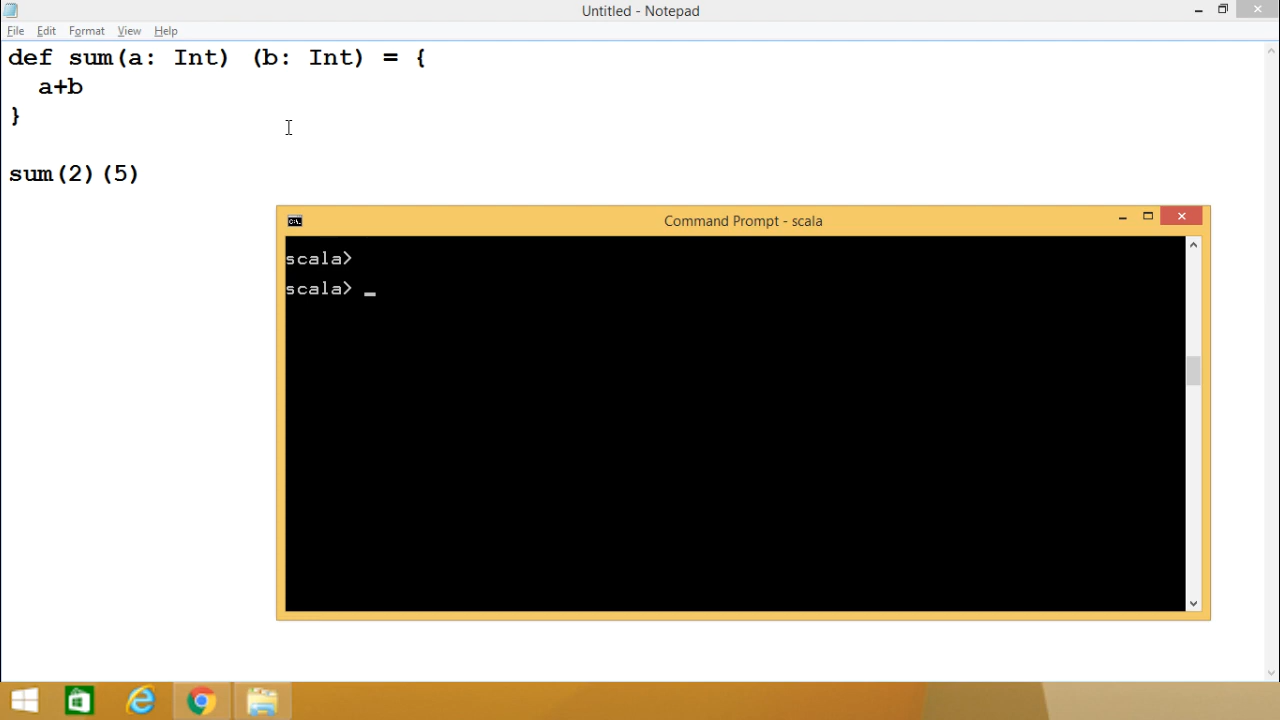 Untitled - Notepad
File Edit Format View Help
def sum(a: Int) (b: Int) = {
  a+b
}
sum(2)(5)
Command Prompt - scala
scala>
scala> _